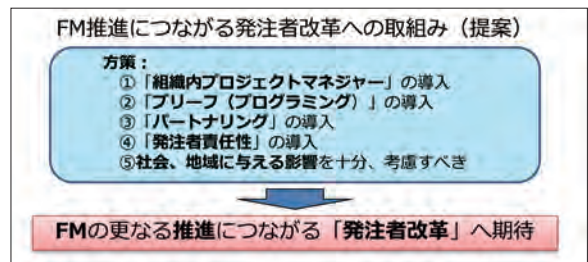 FM推進につながる発注者改革への取組み（提案）
方策：
①「組織内プロジェクトマネジャー」の導入
②「ブリーフ（プログラミング）」の導入
③「パートナリング」の導入
④「発注者責任性」の導入
⑤社会、地域に与える影響を十分、考慮すべき
FMの更なる推進につながる「発注者改革」へ期待